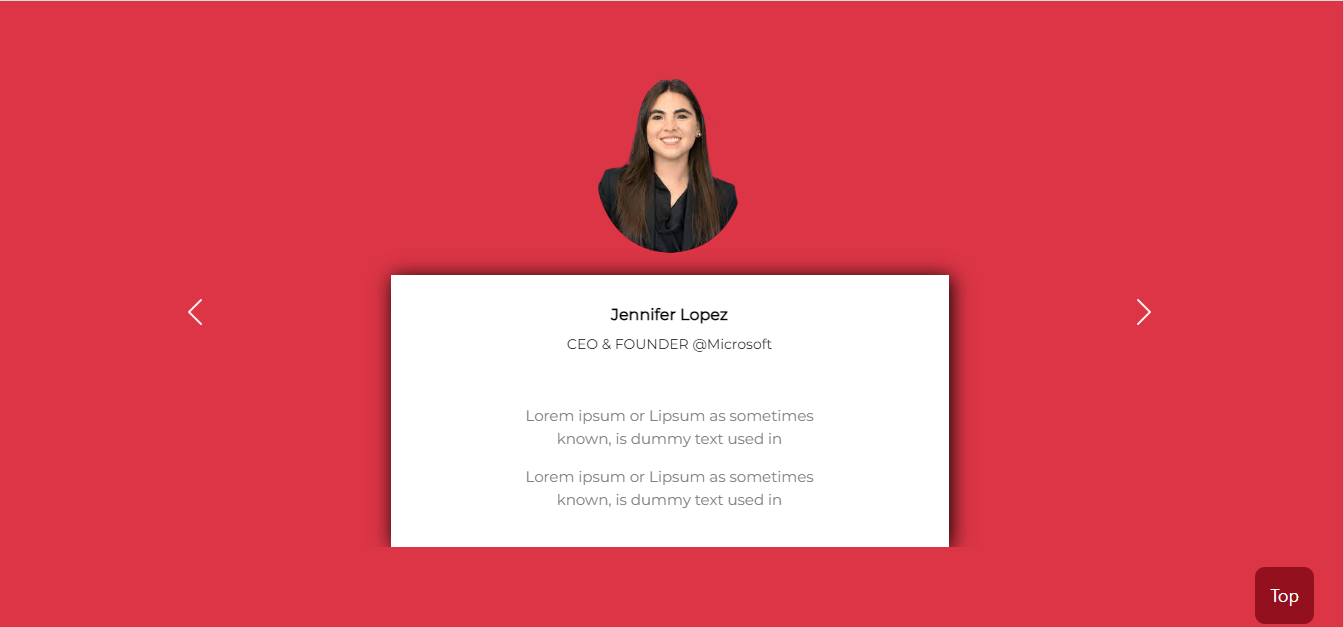 Jennifer Lopez
CEO & FOUNDER @Microsoft
Lorem ipsum or Lipsum as sometimes
known, is dummy text used in
Lorem ipsum or Lipsum as sometimes
known, is dummy text used in
Top